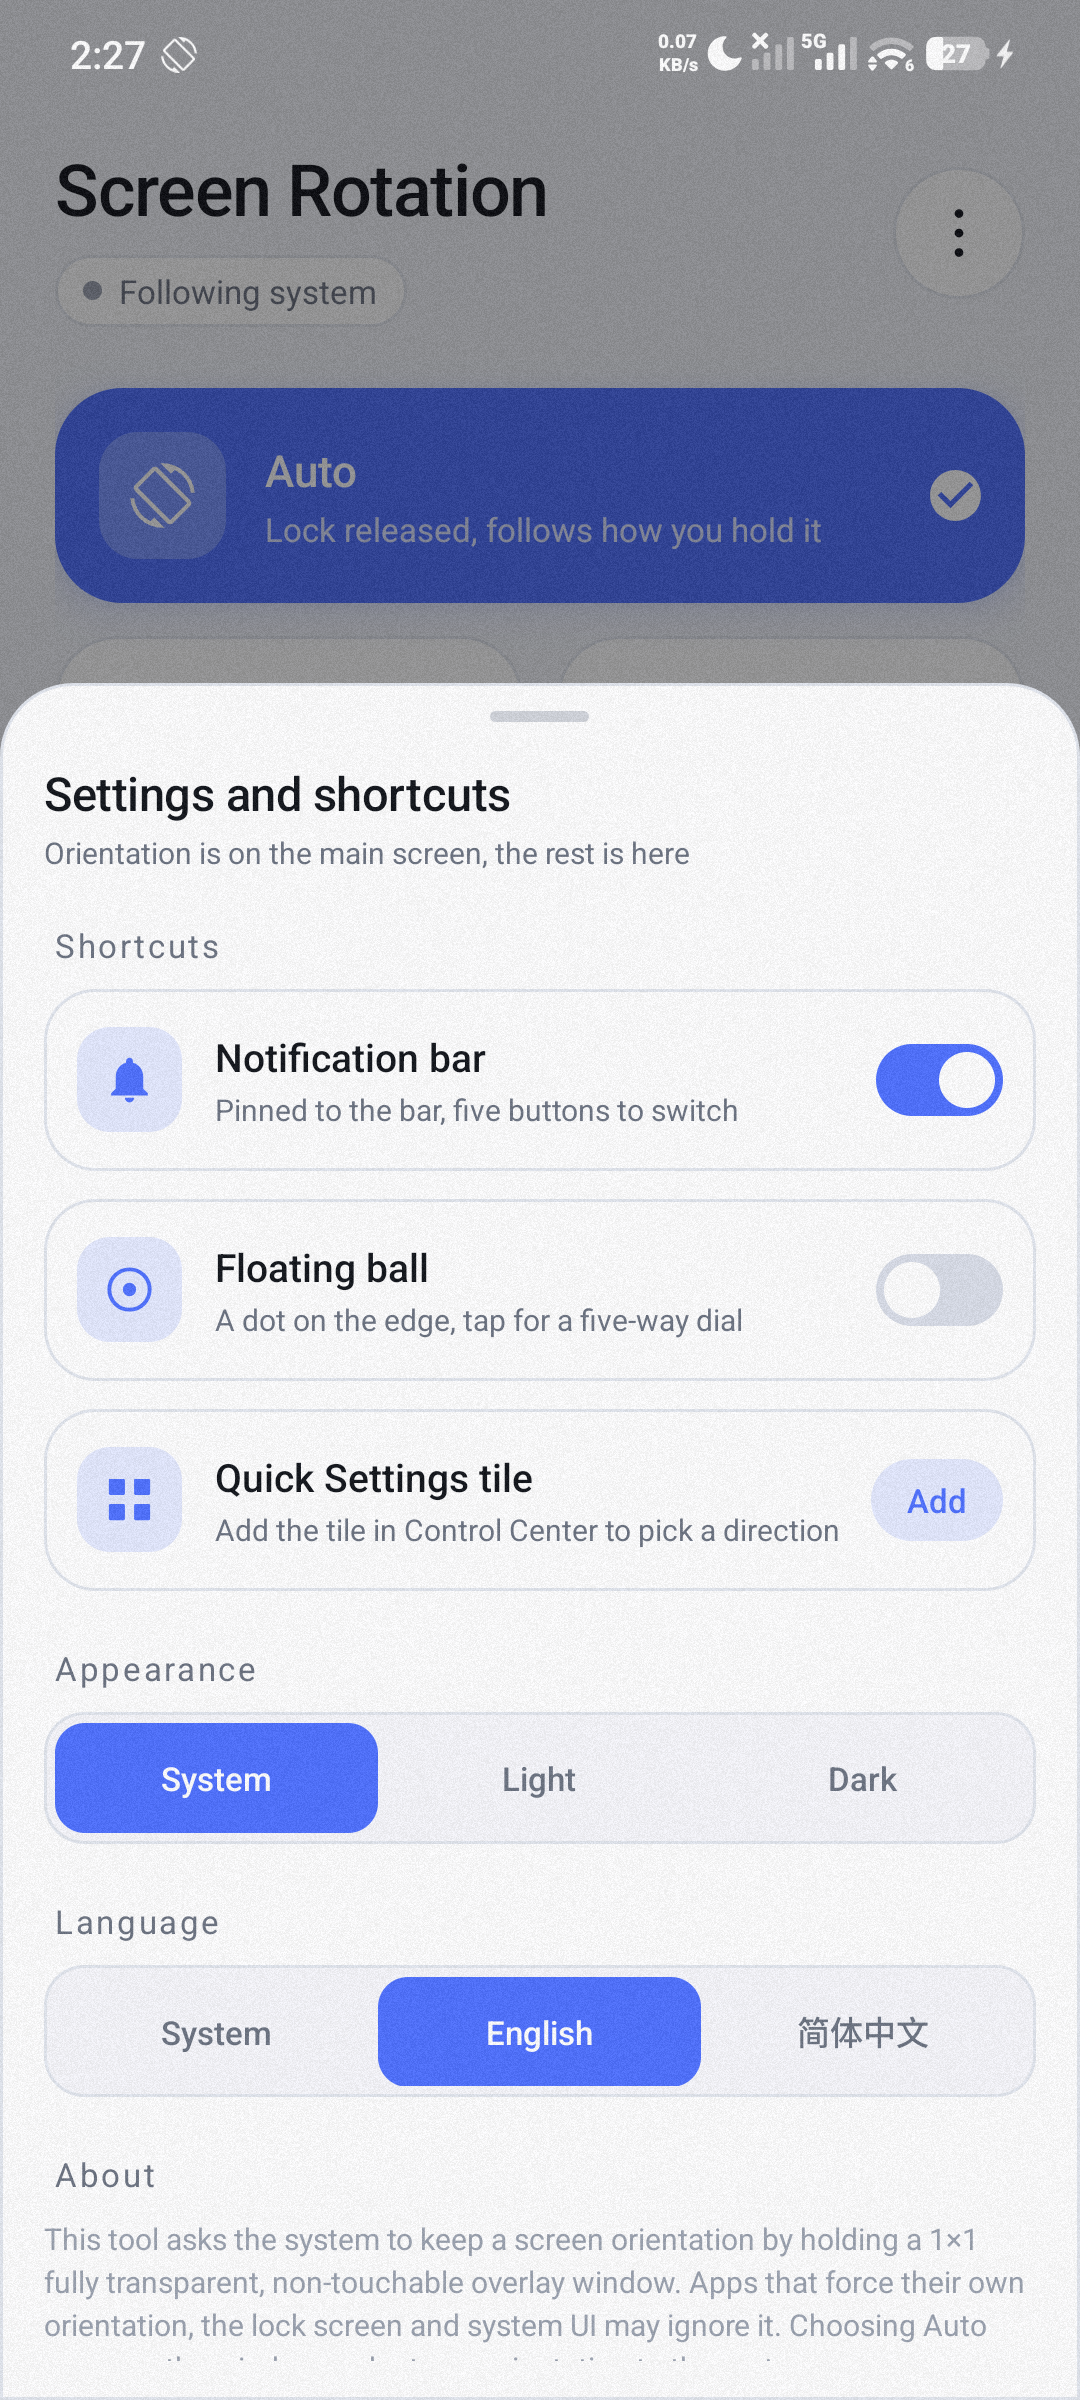 2:27
0.07
KB/s
5G
6
27
Screen Rotation
Following system
Auto
Lock released, follows how you hold it
Settings and shortcuts
Orientation is on the main screen, the rest is here
Shortcuts
Notification bar
Pinned to the bar, five buttons to switch
Floating ball
A dot on the edge, tap for a five-way dial
Quick Settings tile
Add the tile in Control Center to pick a direction
Add
Appearance
System
Light
Dark
Language
System
English
简体中文
About
This tool asks the system to keep a screen orientation by holding a 1×1
fully transparent, non-touchable overlay window. Apps that force their own
orientation, the lock screen and system UI may ignore it. Choosing Auto